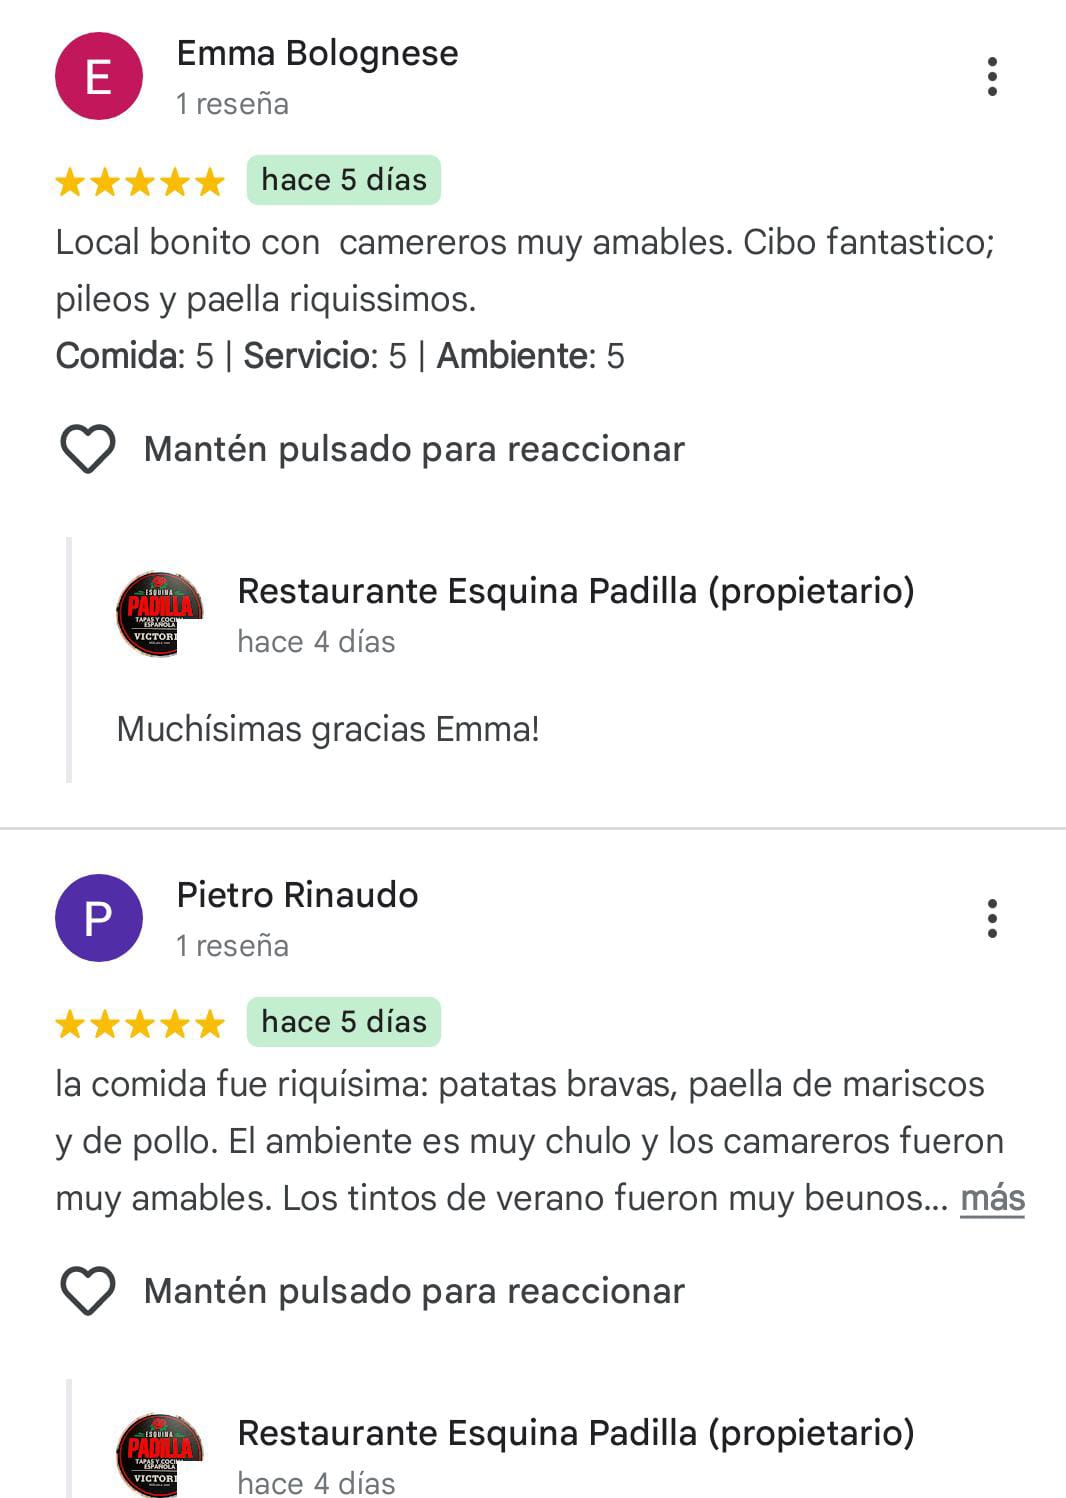 E
Emma Bolognese
1 reseña
hace 5 días
Local bonito con  camereros muy amables. Cibo fantastico;
pileos y paella riquissimos.
Comida: 5 | Servicio: 5 | Ambiente: 5
Mantén pulsado para reaccionar
ESQUINA
PADILLA
TAPAS Y COCIN
ESPAÑOLA
VICTORI
Restaurante Esquina Padilla (propietario)
hace 4 días
Muchísimas gracias Emma!
P
Pietro Rinaudo
1 reseña
hace 5 días
la comida fue riquísima: patatas bravas, paella de mariscos
y de pollo. El ambiente es muy chulo y los camareros fueron
muy amables. Los tintos de verano fueron muy beunos... más
Mantén pulsado para reaccionar
ESQUINA
PADILLA
TAPAS Y COCIN
ESPAÑOLA
VICTORI
Restaurante Esquina Padilla (propietario)
hace 4 días